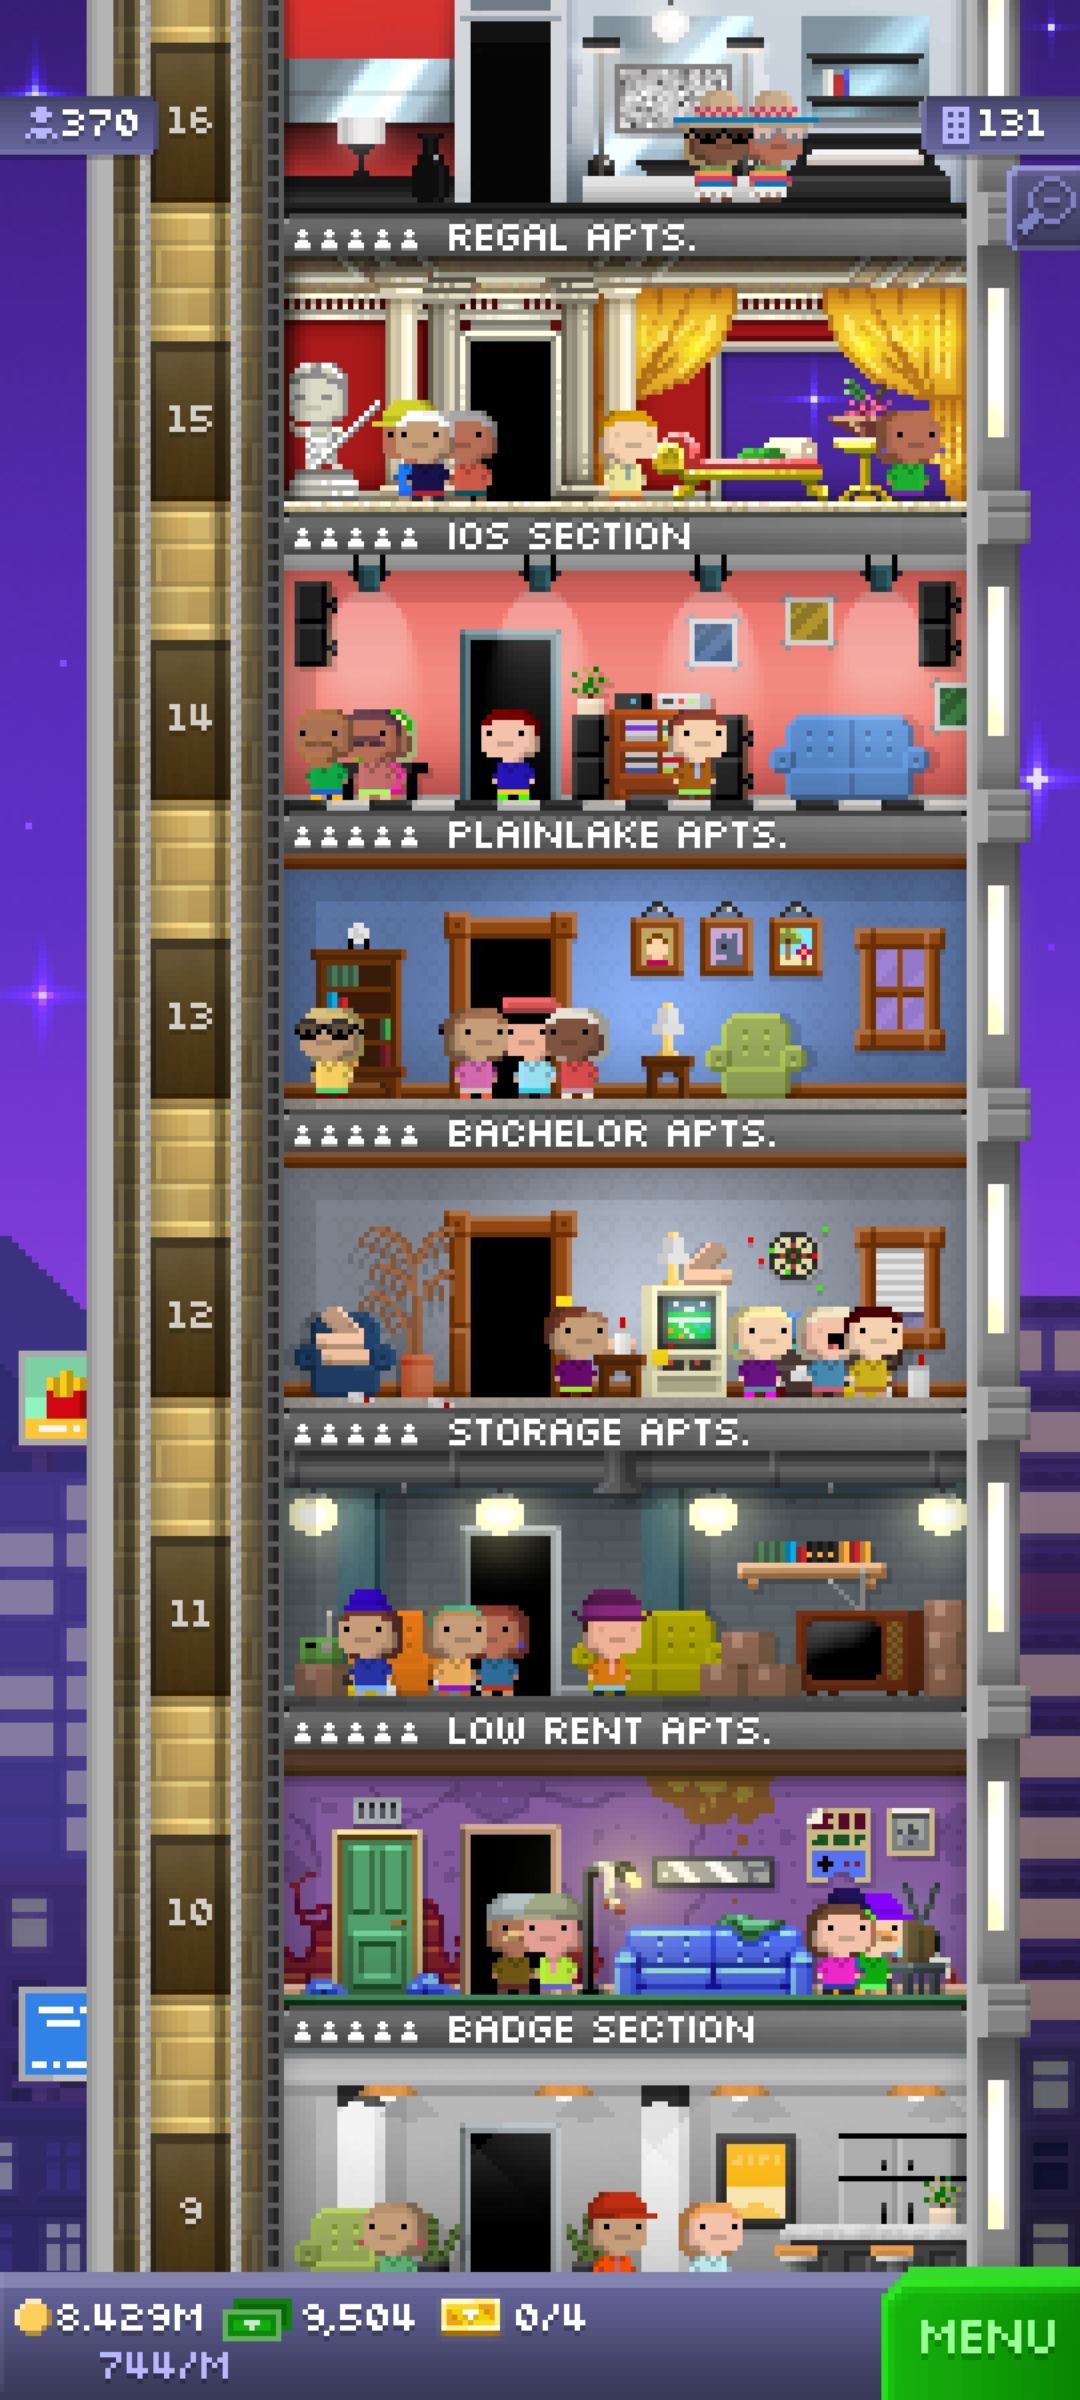 370
16
131
REGAL APTS.
15
IOS SECTION
14
PLAINLAKE APTS.
13
BACHELOR APTS.
12
STORAGE APTS.
11
LOW RENT APTS.
10
BADGE SECTION
9
8.429M 9,504 0/4
744/M
MENU